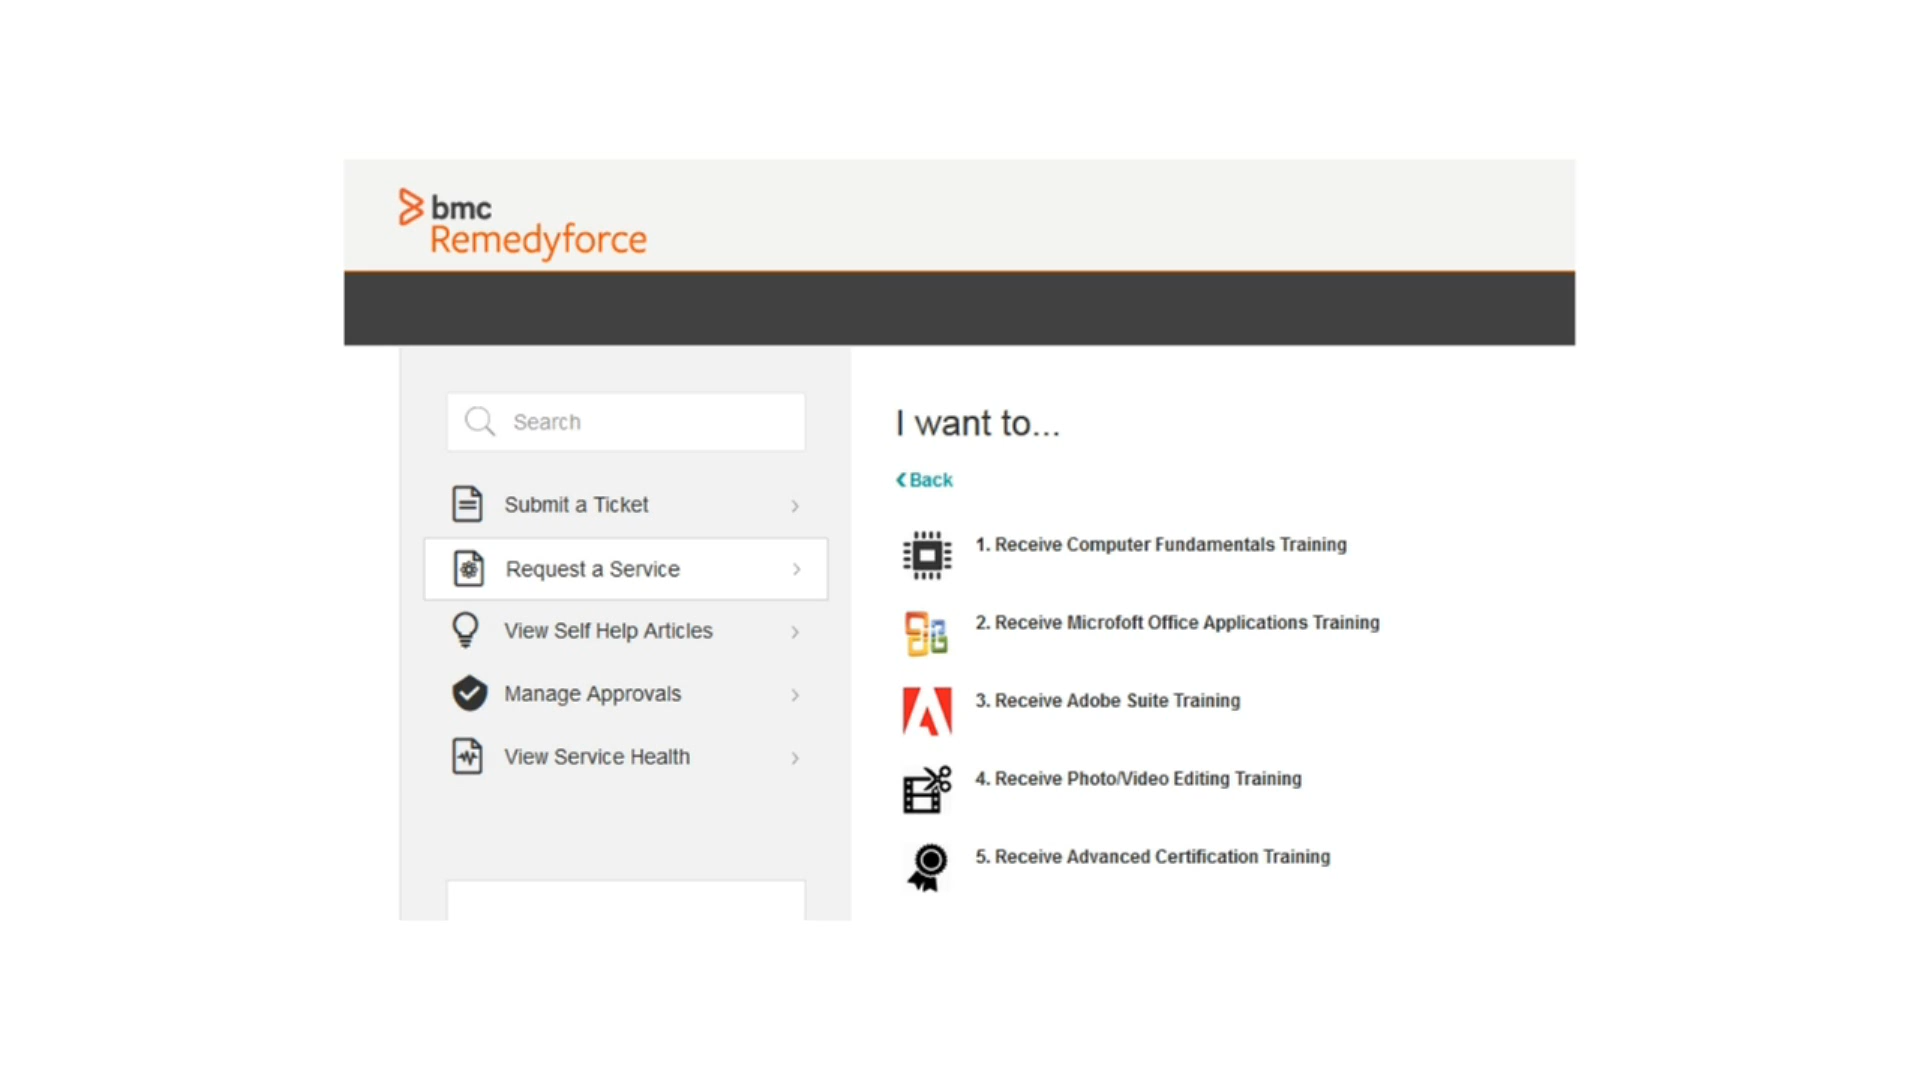 bmc
Remedyforce
Search
Submit a Ticket
Request a Service
View Self Help Articles
Manage Approvals
View Service Health
I want to...
Back
1. Receive Computer Fundamentals Training
2. Receive Microfoft Office Applications Training
3. Receive Adobe Suite Training
4. Receive Photo/Video Editing Training
5. Receive Advanced Certification Training